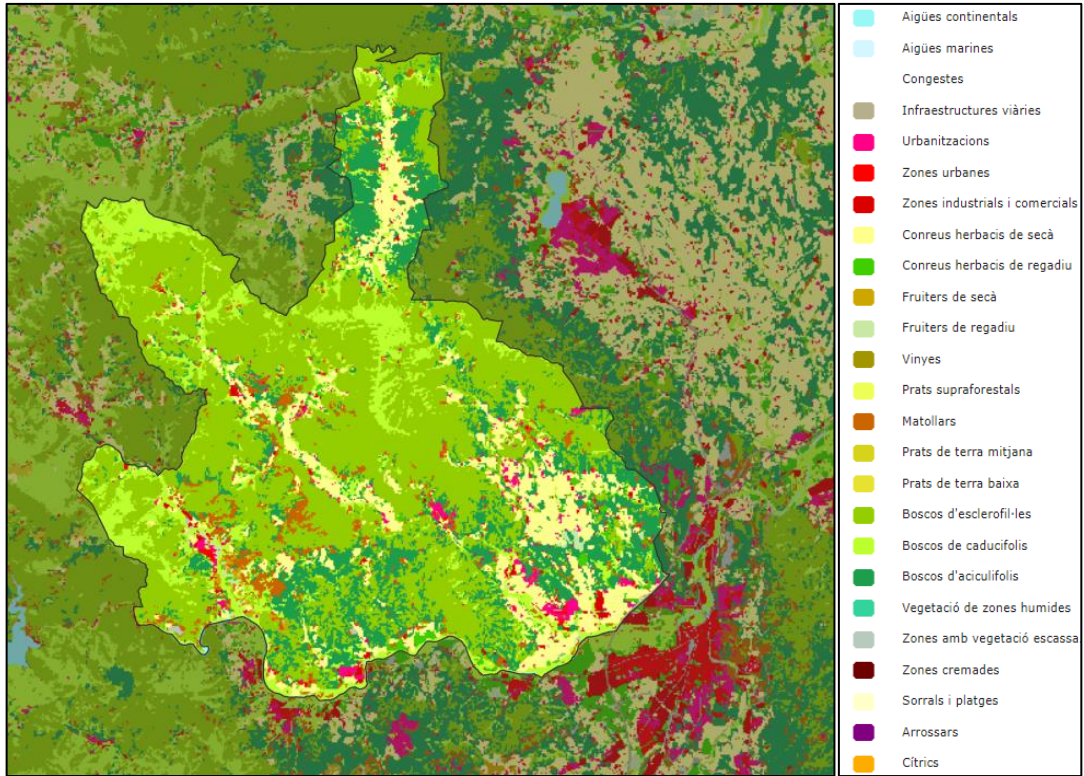 Aigües continentals
Aigües marines
Congestes
Infraestructures viàries
Urbanitzacions
Zones urbanes
Zones industrials i comercials
Conreus herbacis de secà
Conreus herbacis de regadiu
Fruiters de secà
Fruiters de regadiu
Vinyes
Prats supraforestals
Matollars
Prats de terra mitjana
Prats de terra baixa
Boscos d'esclerofil·les
Boscos de caducifolis
Boscos d'aciculifolis
Vegetació de zones humides
Zones amb vegetació escassa
Zones cremades
Sorrals i platges
Arrossars
Cítrics